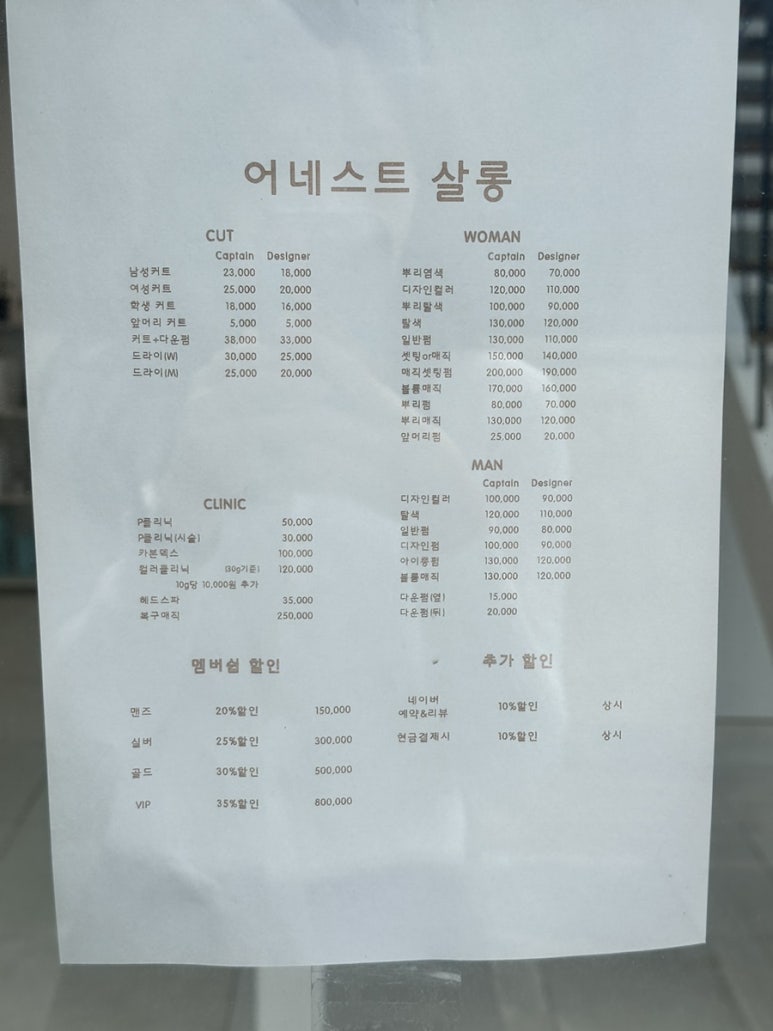 어네스트 살롱
CUT
Captain Designer
남성커트 23,000 18,000
여성커트 25,000 20,000
학생 커트 18,000 16,000
앞머리 커트 5,000 5,000
커트+다운펌 38,000 33,000
드라이(W) 30,000 25,000
드라이(M) 25,000 20,000
WOMAN
Captain Designer
뿌리염색 80,000 70,000
디자인컬러 120,000 110,000
뿌리탈색 100,000 90,000
탈색 130,000 120,000
일반펌 130,000 110,000
셋팅or매직 150,000 140,000
매직셋팅펌 200,000 190,000
볼륨매직 170,000 160,000
뿌리펌 80,000 70,000
뿌리매직 130,000 120,000
앞머리펌 25,000 20,000
CLINIC
P클리닉 50,000
P클리닉(시술) 30,000
카본덱스 100,000
컬러클리닉 (30g기준) 120,000
10g당 10,000원 추가
헤드스파 35,000
복구매직 250,000
MAN
Captain Designer
디자인컬러 100,000 90,000
탈색 120,000 110,000
일반펌 90,000 80,000
디자인펌 100,000 90,000
아이롱펌 130,000 120,000
볼륨매직 130,000 120,000
다운펌(옆) 15,000
다운펌(뒤) 20,000
멤버쉽 할인
맨즈 20%할인 150,000
실버 25%할인 300,000
골드 30%할인 500,000
VIP 35%할인 800,000
추가 할인
네이버
예약&리뷰 10%할인 상시
현금결제시 10%할인 상시